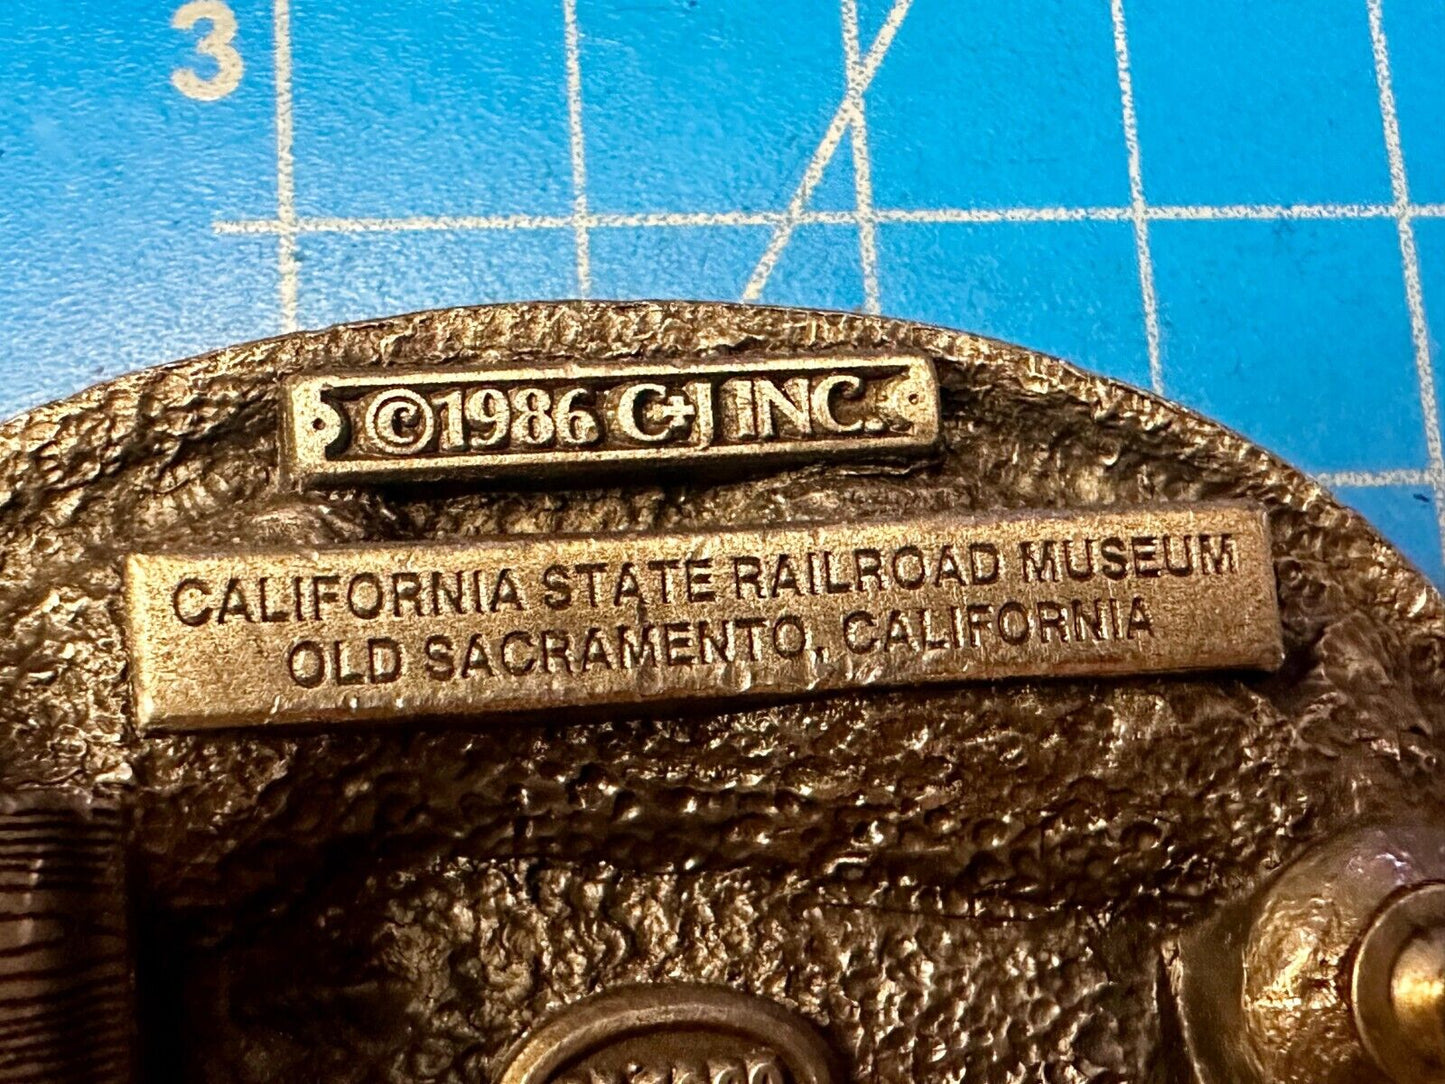 3
©1986 C+J INC.
CALIFORNIA STATE RAILROAD MUSEUM
OLD SACRAMENTO, CALIFORNIA